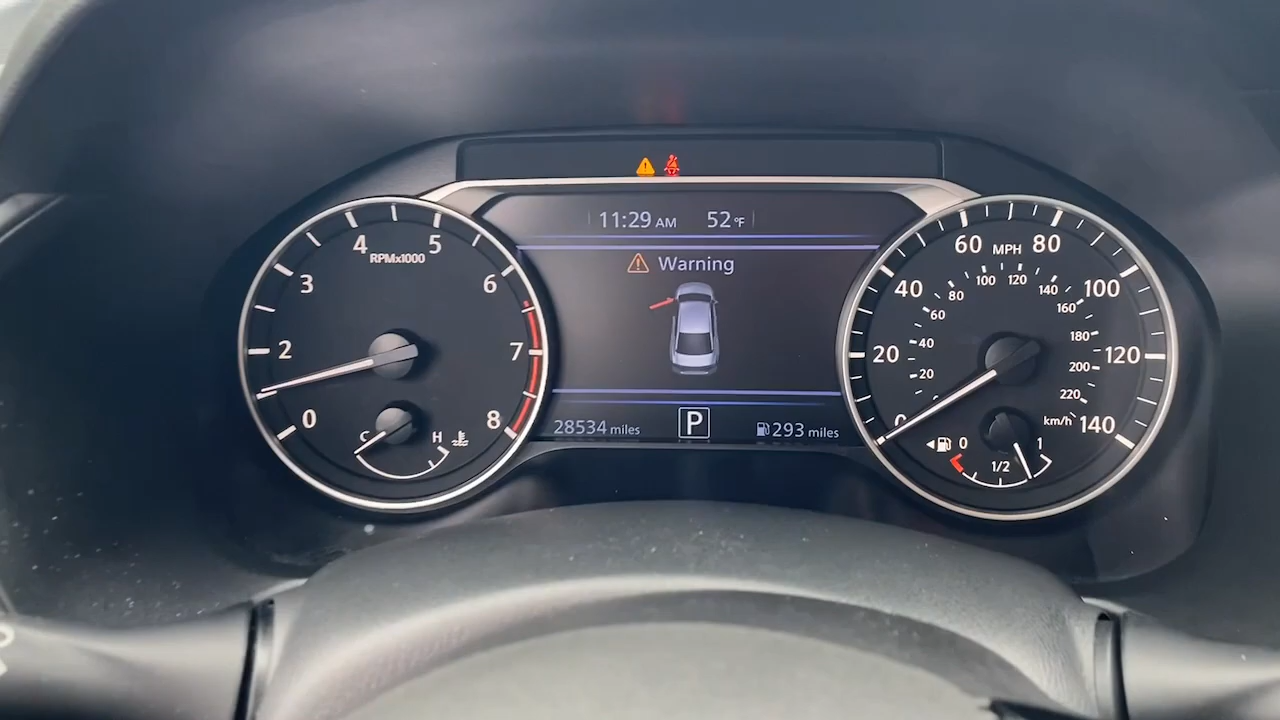 11:29 AM 52 °F
Warning
28534 miles P 293 miles
0 2 3 4 5 6 7 8
RPMx1000
C H
0 20 40 60 80 100 120 140
MPH
20 40 60 80 100 120 140 160 180 200 220
km/h
0 1/2 1